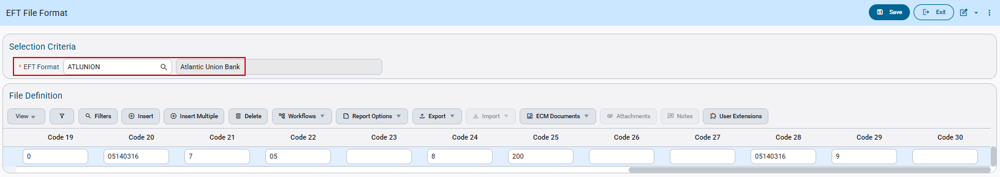 EFT File Format
Save Exit
Selection Criteria
* EFT Format ATLUNION Atlantic Union Bank
File Definition
View Filters Insert Insert Multiple Delete Workflows Report Options Export Import ECM Documents Attachments Notes User Extensions
Code 19 Code 20 Code 21 Code 22 Code 23 Code 24 Code 25 Code 26 Code 27 Code 28 Code 29 Code 30
0 05140316 7 05 8 200 05140316 9